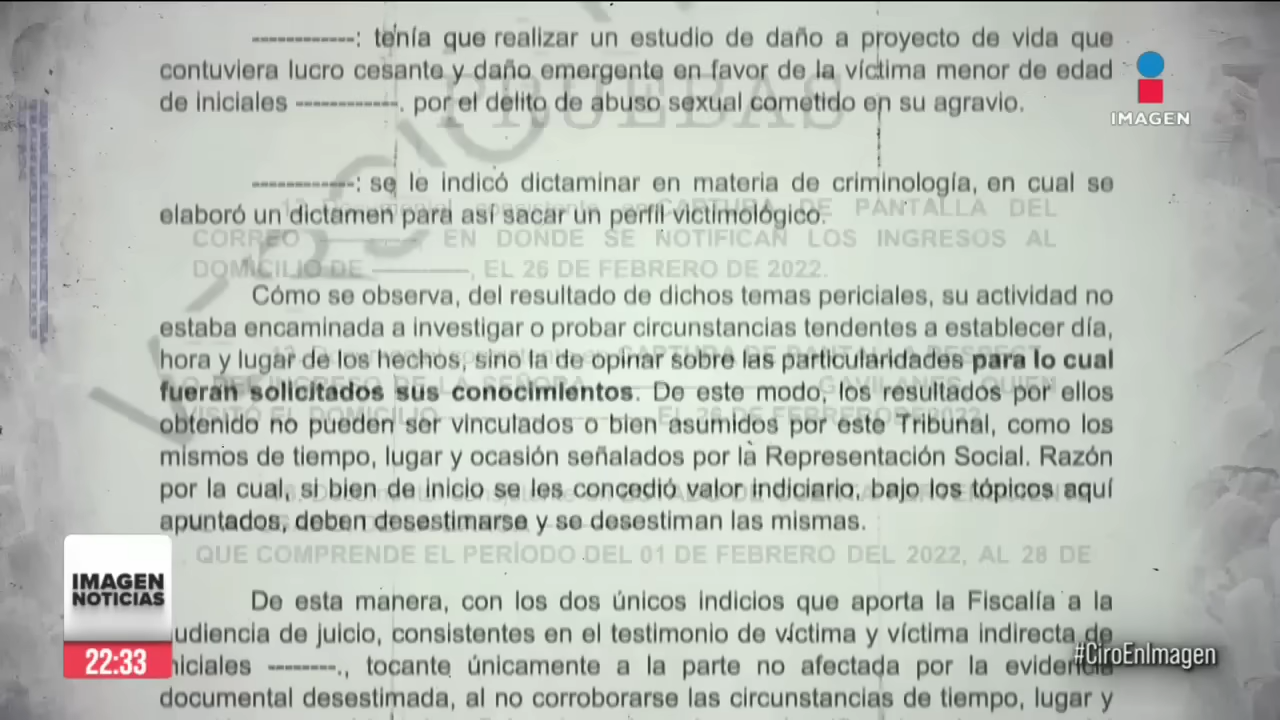 ------------: tenía que realizar un estudio de daño a proyecto de vida que
contuviera lucro cesante y daño emergente en favor de la víctima menor de edad
de iniciales ------------. por el delito de abuso sexual cometido en su agravio.
PRUEBAS
------------: se le indicó dictaminar en materia de criminología, en cual se
elaboró un dictamen para así sacar un perfil victimológico.
PANTALLA DEL
CORREO ________, EN DONDE SE NOTIFICAN LOS INGRESOS AL
DOMICILIO DE ________, EL 26 DE FEBRERO DE 2022.
Cómo se observa, del resultado de dichos temas periciales, su actividad no
estaba encaminada a investigar o probar circunstancias tendentes a establecer día,
hora y lugar de los hechos, sino la de opinar sobre las particularidades para lo cual
fueran solicitados sus conocimientos. De este modo, los resultados por ellos
obtenido no pueden ser vinculados o bien asumidos por este Tribunal, como los
mismos de tiempo, lugar y ocasión señalados por la Representación Social. Razón
por la cual, si bien de inicio se les concedió valor indiciario, bajo los tópicos aquí
apuntados, deben desestimarse y se desestiman las mismas.
QUE COMPRENDE EL PERÍODO DEL 01 DE FEBRERO DEL 2022, AL 28 DE
De esta manera, con los dos únicos indicios que aporta la Fiscalía a la
udiencia de juicio, consistentes en el testimonio de víctima y víctima indirecta de
niciales --------., tocante únicamente a la parte no afectada por la evidencia
documental desestimada, al no corroborarse las circunstancias de tiempo, lugar y
IMAGEN
IMAGEN
NOTICIAS
22:33
#CiroEnImagen